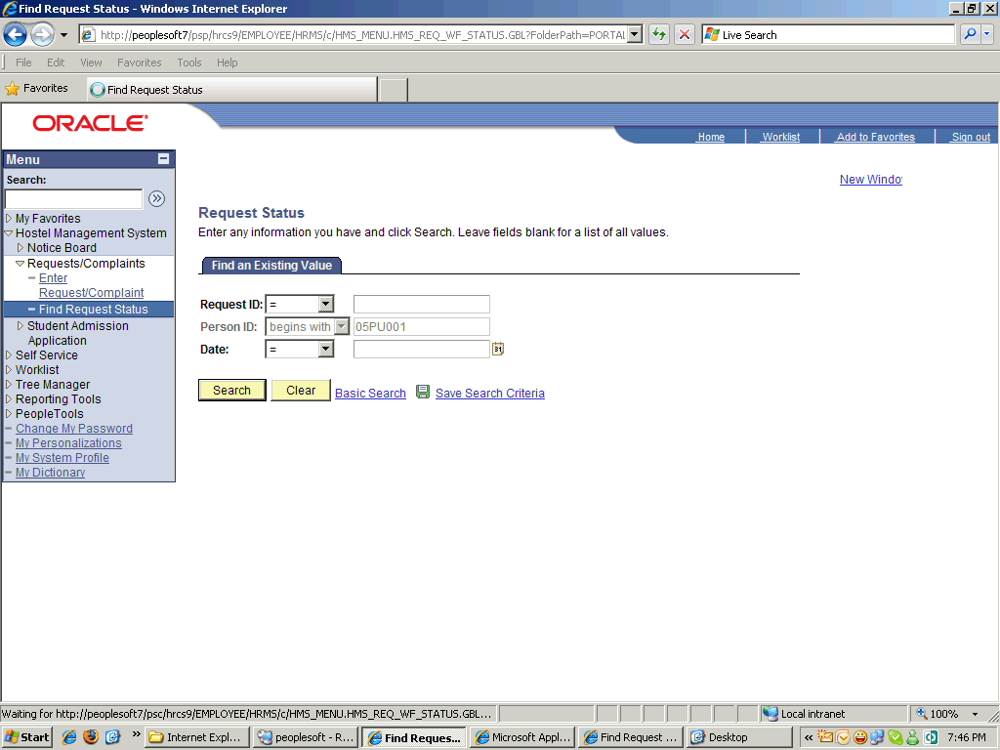 Find Request Status - Windows Internet Explorer
http://peoplesoft7/psp/hrcs9/EMPLOYEE/HRMS/c/HMS_MENU.HMS_REQ_WF_STATUS.GBL?FolderPath=PORTAL
Live Search
File Edit View Favorites Tools Help
Favorites
Find Request Status
ORACLE
Home Worklist Add to Favorites Sign out
Menu
Search:
My Favorites
Hostel Management System
Notice Board
Requests/Complaints
Enter
Request/Complaint
Find Request Status
Student Admission
Application
Self Service
Worklist
Tree Manager
Reporting Tools
PeopleTools
Change My Password
My Personalizations
My System Profile
My Dictionary
New Windo
Request Status
Enter any information you have and click Search. Leave fields blank for a list of all values.
Find an Existing Value
Request ID: =
Person ID: begins with 05PU001
Date: = 31
Search Clear Basic Search Save Search Criteria
Waiting for http://peoplesoft7/psc/hrcs9/EMPLOYEE/HRMS/c/HMS_MENU.HMS_REQ_WF_STATUS.GBL... Local intranet 100%
Start Internet Expl... peoplesoft - R... Find Reques... Microsoft Appl... Find Request ... Desktop 7:46 PM